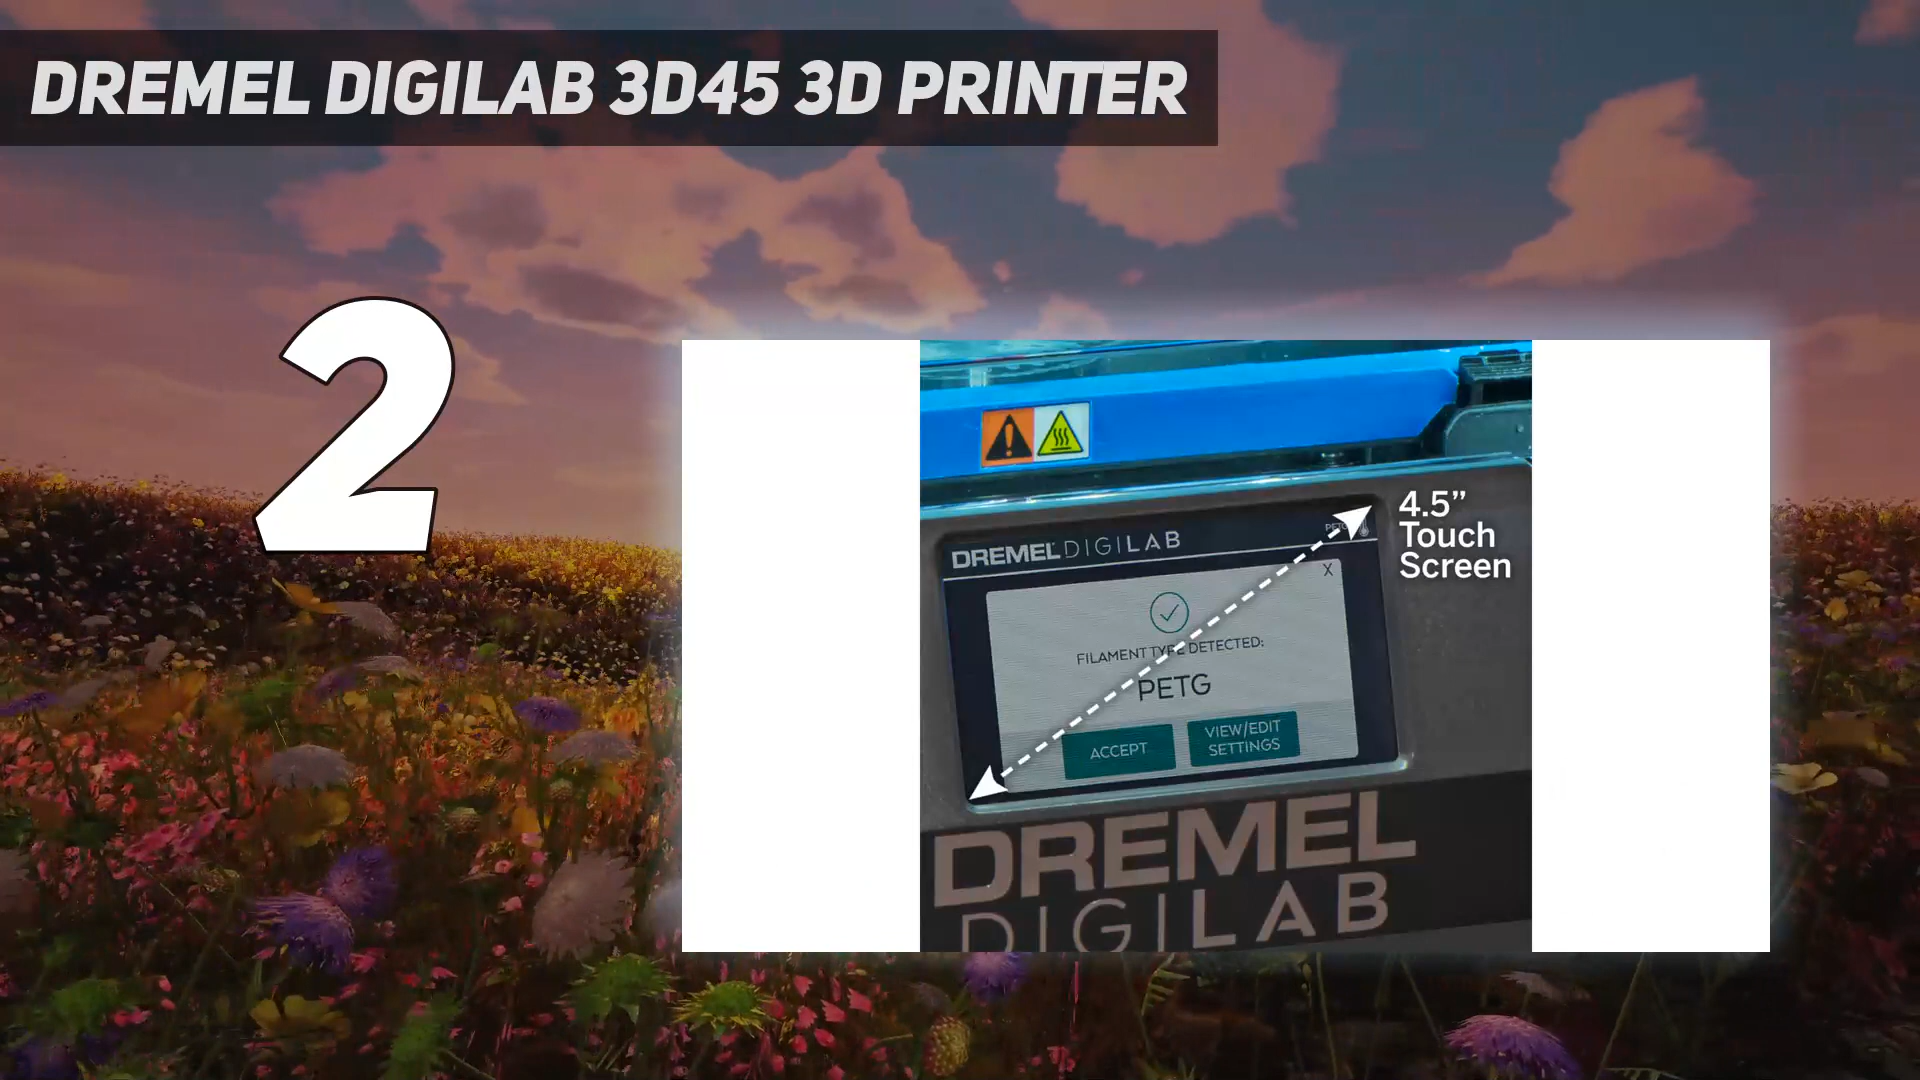 DREMEL DIGILAB 3D45 3D PRINTER
2
4.5”
Touch
Screen
DREMEL DIGILAB
PETG
X
FILAMENT TYPE DETECTED:
PETG
ACCEPT
VIEW/EDIT
SETTINGS
DREMEL
DIGILAB